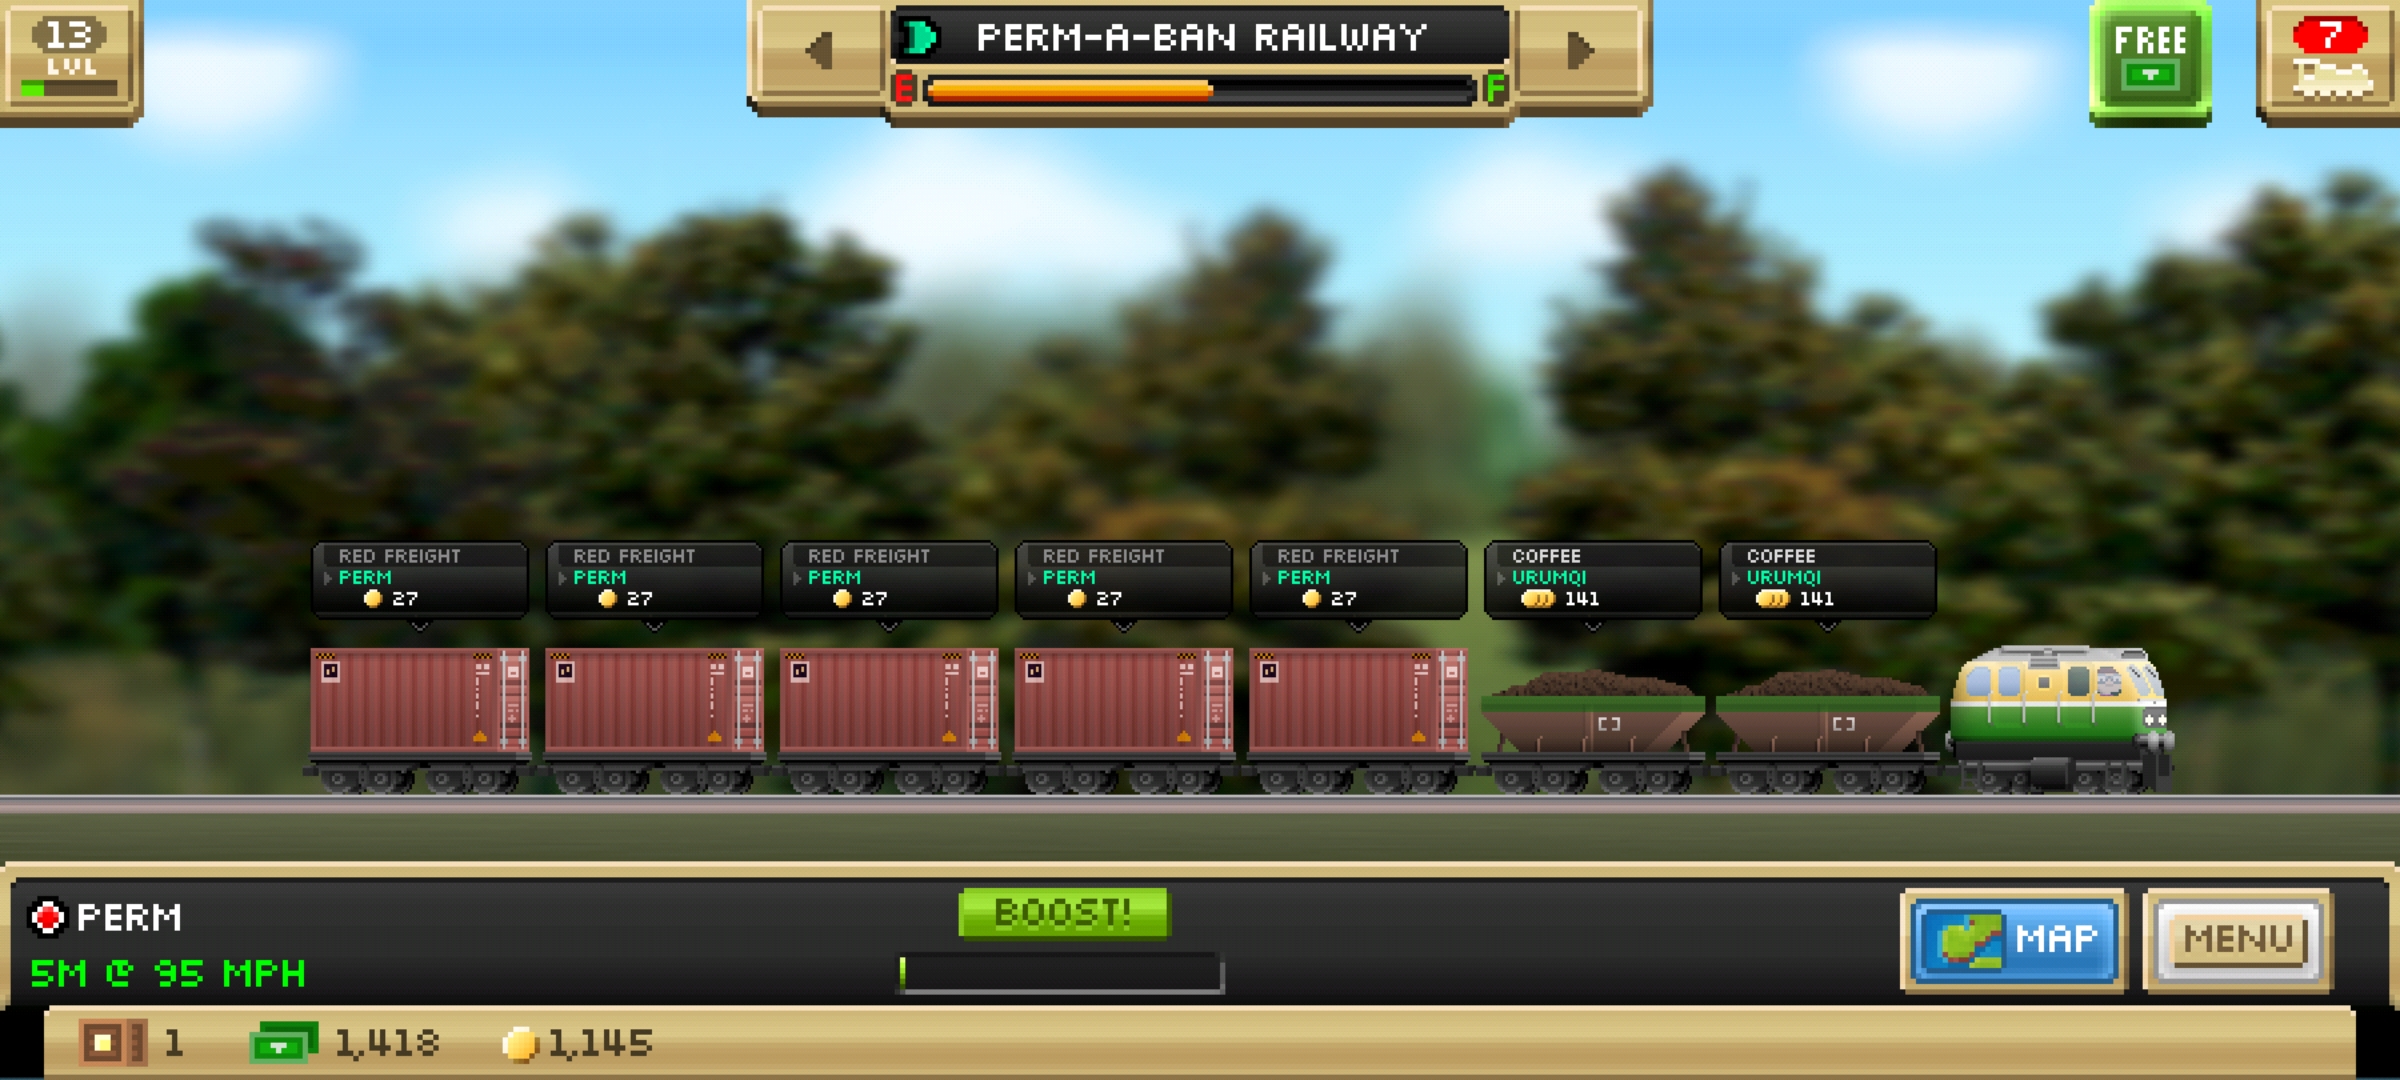 13
LVL
PERM-A-BAN RAILWAY
E F
FREE
7
RED FREIGHT
PERM
27
RED FREIGHT
PERM
27
RED FREIGHT
PERM
27
RED FREIGHT
PERM
27
RED FREIGHT
PERM
27
COFFEE
URUMQI
141
COFFEE
URUMQI
141
PERM
5M @ 95 MPH
BOOST!
MAP
MENU
1 1,418 1,145